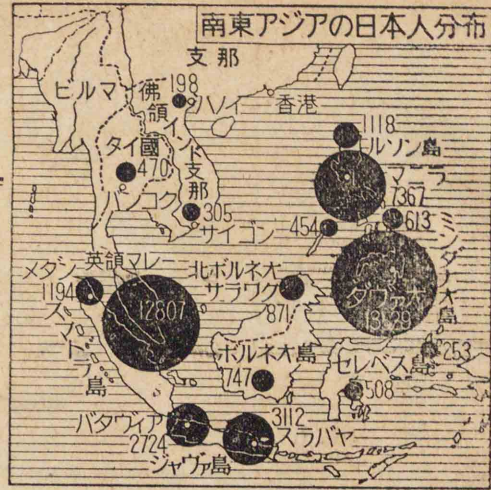 南東アジアの日本人分布
支那
ビルマ
佛領インド支那
198
ハノイ
香港
タイ國
470
バンコク
305
サイゴン
1118
ルソン島
マニラ
7367
613
454
ミンダナオ島
ダヴァオ
253
メダン
1194
英領マレー
12807
スマトラ島
北ボルネオ
サラワク
871
ボルネオ島
747
セレベス島
508
バタヴィア
2724
3112
スラバヤ
ジャヴァ島